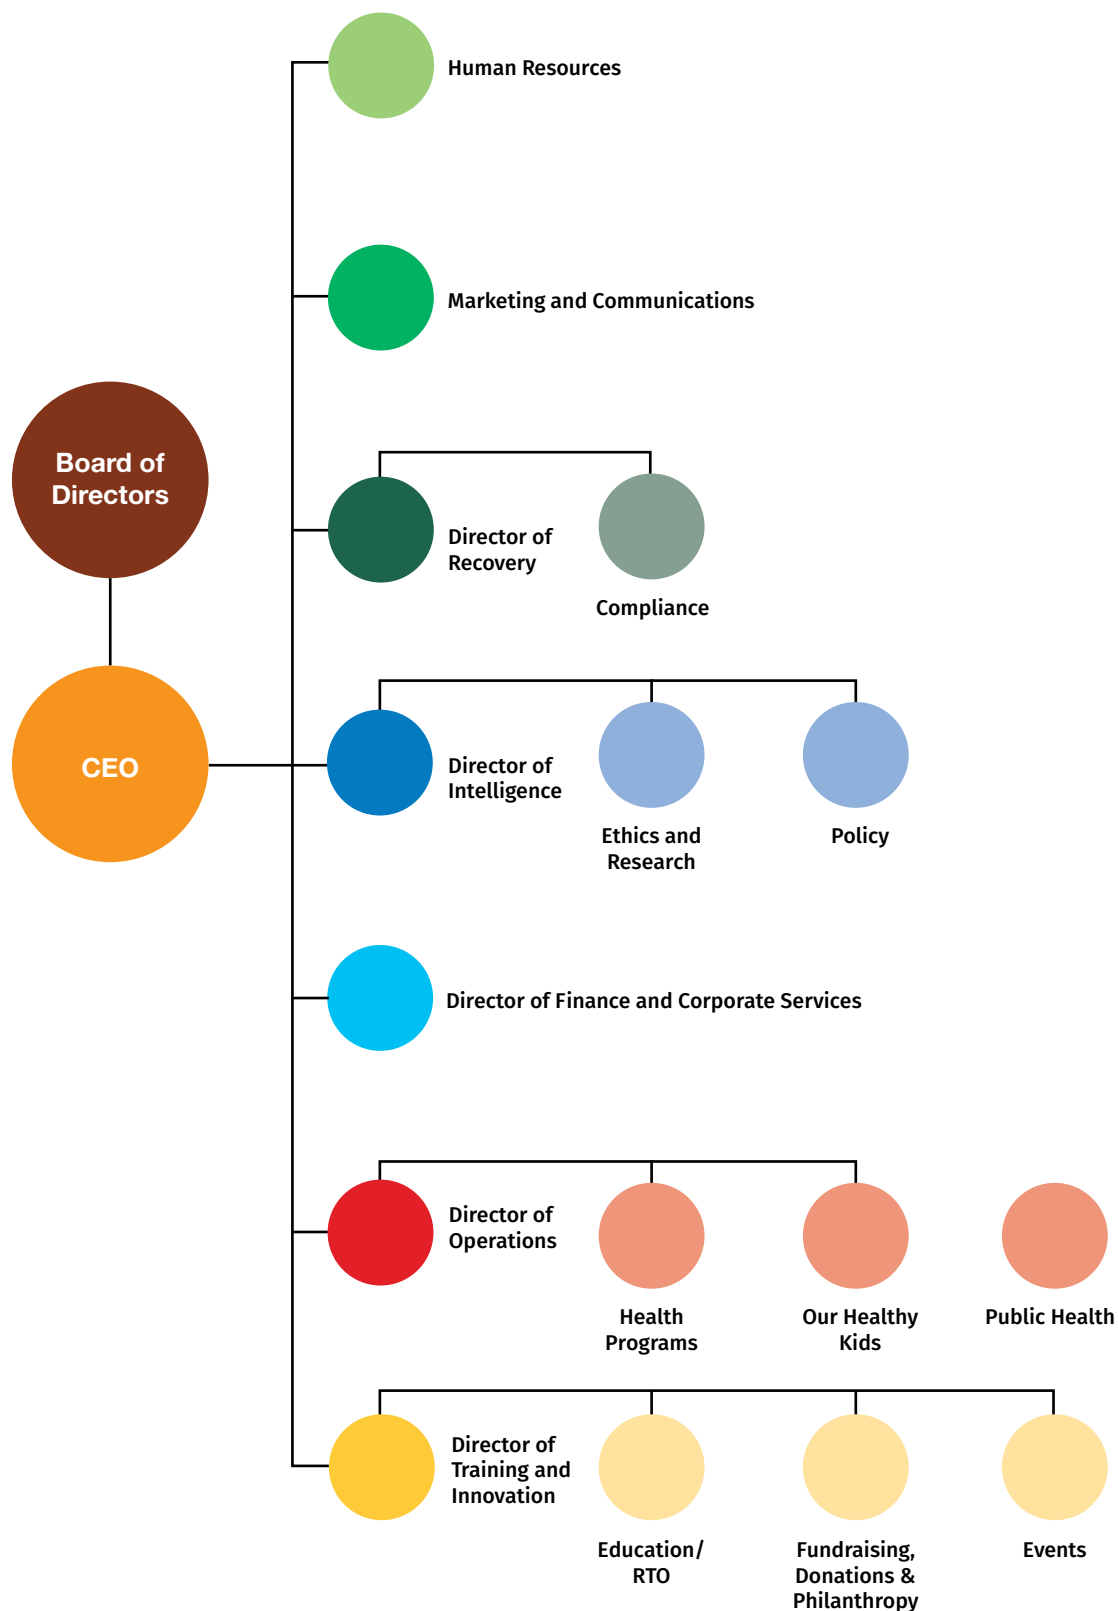 Human Resources
Marketing and Communications
Board of
Directors
Director of
Recovery
Compliance
CEO
Director of
Intelligence
Ethics and
Research
Policy
Director of Finance and Corporate Services
Director of
Operations
Health
Programs
Our Healthy
Kids
Public Health
Director of
Training and
Innovation
Education/
RTO
Fundraising,
Donations &
Philanthropy
Events